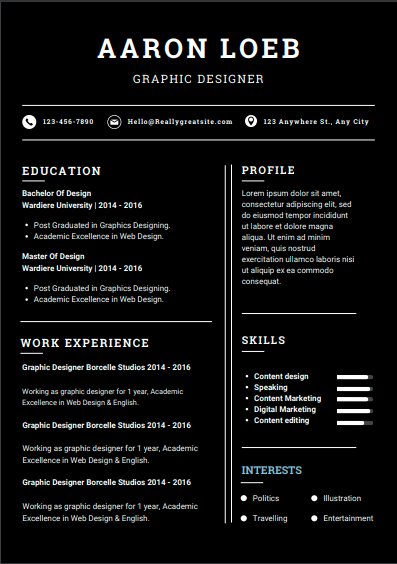 AARON LOEB
GRAPHIC DESIGNER
123-456-7890
Hello@Reallygreatsite.com
123 Anywhere St., Any City
EDUCATION
Bachelor Of Design
Wardiere University | 2014 - 2016
• Post Graduated in Graphics Designing.
• Academic Excellence in Web Design.
Master Of Design
Wardiere University | 2014 - 2016
• Post Graduated in Graphics Designing.
• Academic Excellence in Web Design.
WORK EXPERIENCE
Graphic Designer Borcelle Studios 2014 - 2016
Working as graphic designer for 1 year, Academic
Excellence in Web Design & English.
Graphic Designer Borcelle Studios 2014 - 2016
Working as graphic designer for 1 year, Academic
Excellence in Web Design & English.
Graphic Designer Borcelle Studios 2014 - 2016
Working as graphic designer for 1 year, Academic
Excellence in Web Design & English.
PROFILE
Lorem ipsum dolor sit amet,
consectetur adipiscing elit, sed
do eiusmod tempor incididunt
ut labore et dolore magna
aliqua. Ut enim ad minim
veniam, quis nostrud
exercitation ullamco laboris nisi
ut aliquip ex ea commodo
consequat.
SKILLS
• Content design
• Speaking
• Content Marketing
• Digital Marketing
• Content editing
INTERESTS
Politics
Illustration
Travelling
Entertainment